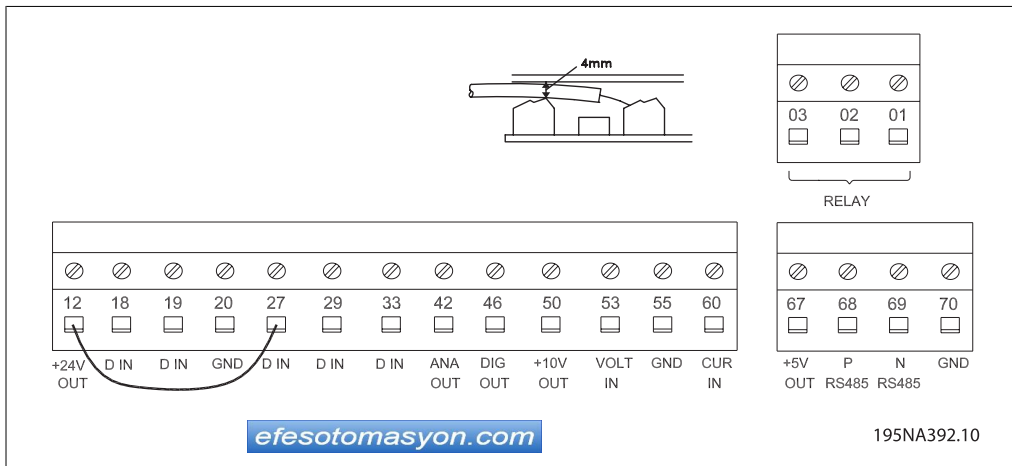 4mm
03 02 01
RELAY
12 18 19 20 27 29 33 42 46 50 53 55 60
+24V OUT
D IN
D IN
GND
D IN
D IN
D IN
ANA OUT
DIG OUT
+10V OUT
VOLT IN
GND
CUR IN
67 68 69 70
+5V OUT
P RS485
N RS485
GND
efesotomasyon.com
195NA392.10